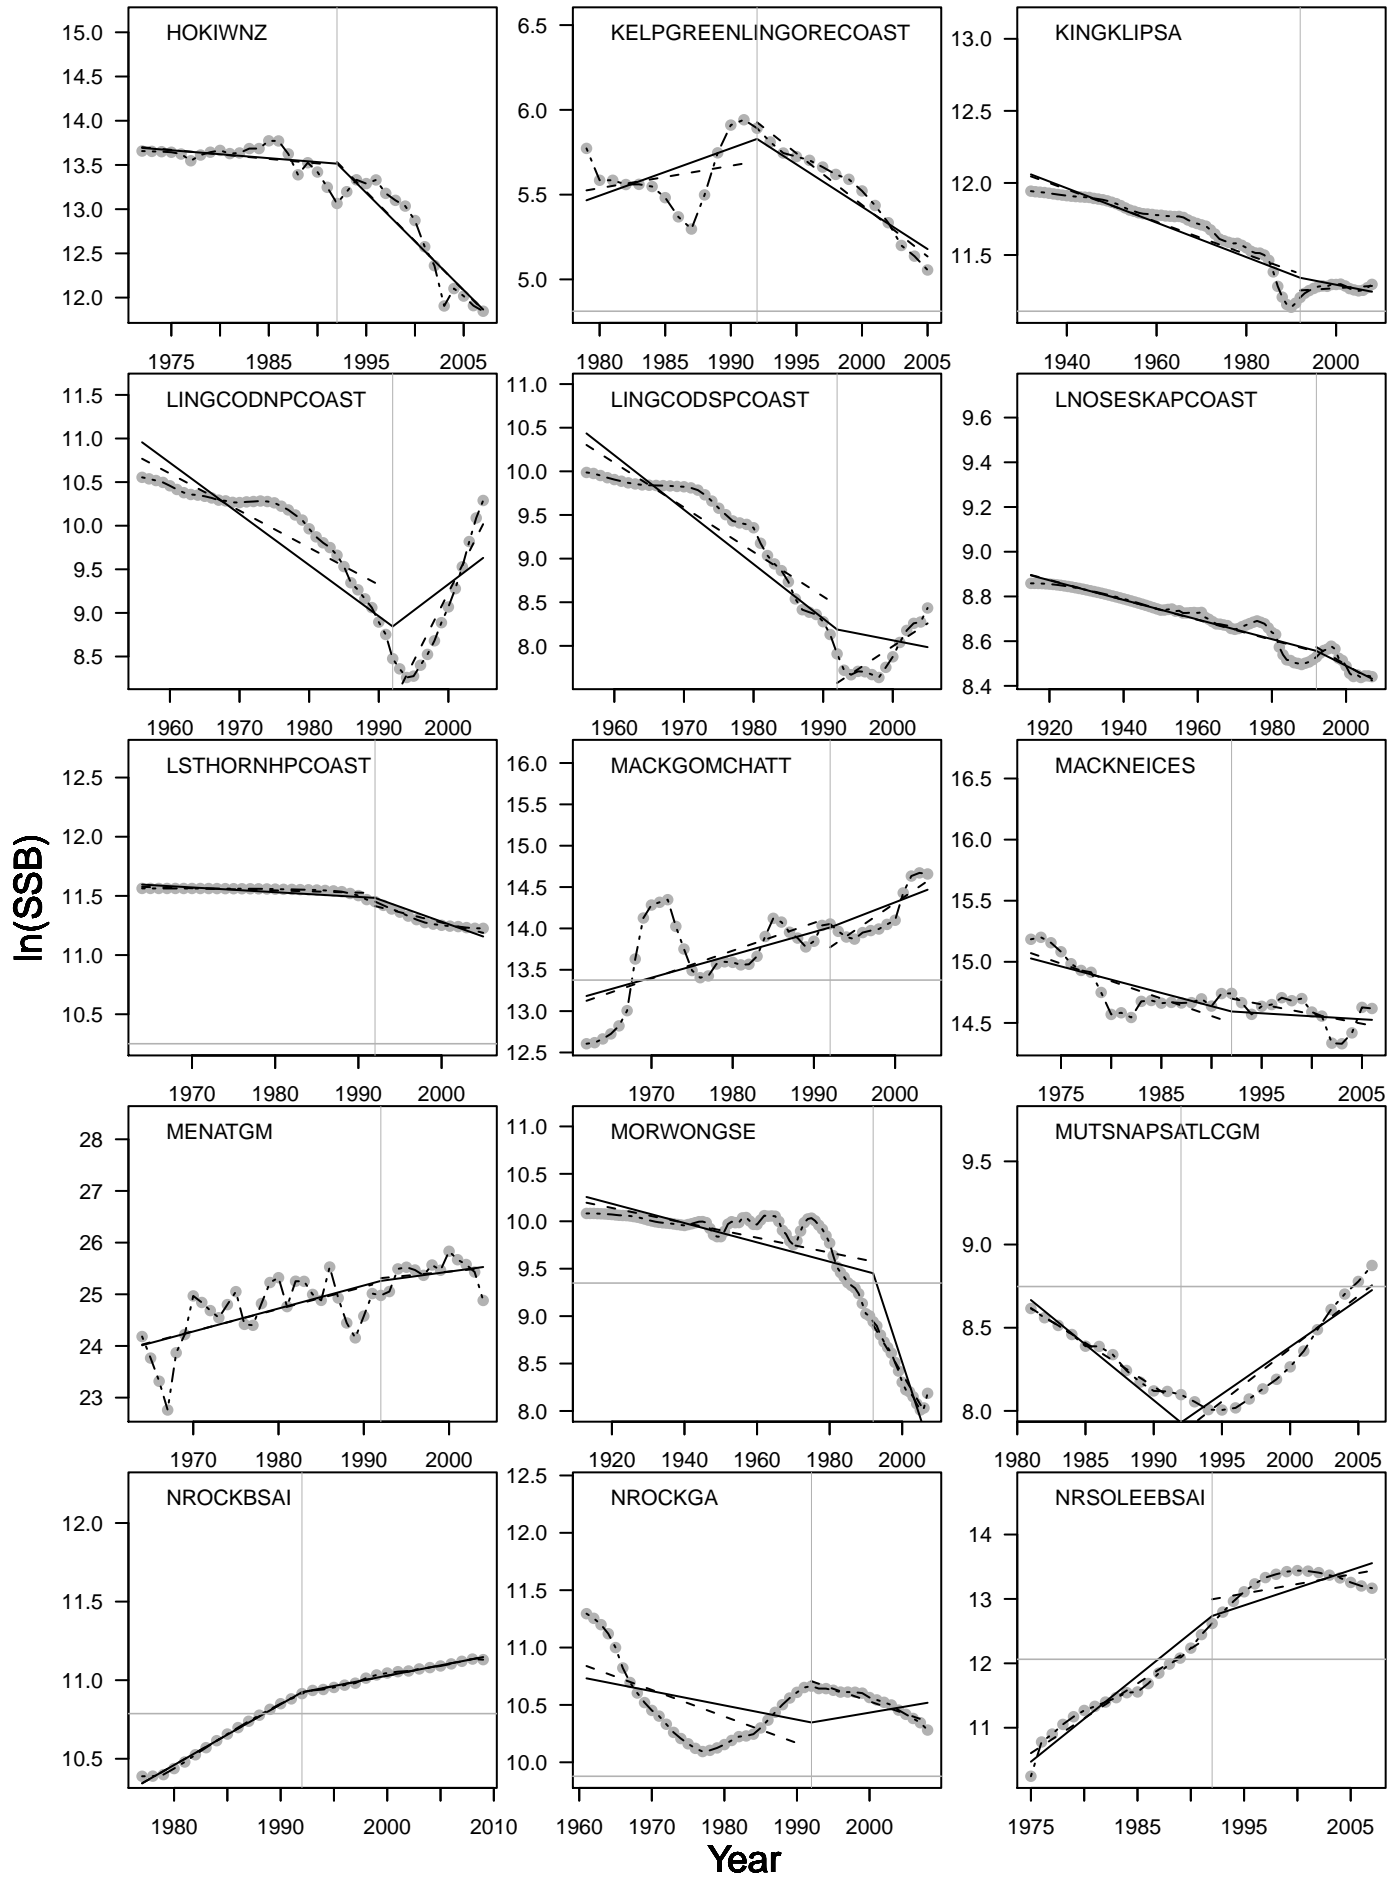 HOKIWNZ
15.0
14.5
14.0
13.5
13.0
12.5
12.0
1975 1985 1995 2005
KELPGREENLINGORECOAST
6.5
6.0
5.5
5.0
1980 1985 1990 1995 2000 2005
KINGKLIPSA
13.0
12.5
12.0
11.5
1940 1960 1980 2000
LINGCODNPCOAST
11.5
11.0
10.5
10.0
9.5
9.0
8.5
1960 1970 1980 1990 2000
LINGCODSPCOAST
11.0
10.5
10.0
9.5
9.0
8.5
8.0
1960 1970 1980 1990 2000
LNOSESKAPCOAST
9.6
9.4
9.2
9.0
8.8
8.6
8.4
1920 1940 1960 1980 2000
LSTHORNHPCOAST
12.5
12.0
11.5
11.0
10.5
1970 1980 1990 2000
MACKGOMCHATT
16.0
15.5
15.0
14.5
14.0
13.5
13.0
12.5
1970 1980 1990 2000
MACKNEICES
16.5
16.0
15.5
15.0
14.5
1975 1985 1995 2005
MENATGM
28
27
26
25
24
23
1970 1980 1990 2000
MORWONGSE
11.0
10.5
10.0
9.5
9.0
8.5
8.0
1920 1940 1960 1980 2000
MUTSNAPSATLCGM
9.5
9.0
8.5
8.0
1980 1985 1990 1995 2000 2005
NROCKBSAI
12.0
11.5
11.0
10.5
1980 1990 2000 2010
NROCKGA
12.5
12.0
11.5
11.0
10.5
10.0
1960 1970 1980 1990 2000
NRSOLEEBSAI
14
13
12
11
1975 1985 1995 2005
ln(SSB)
Year